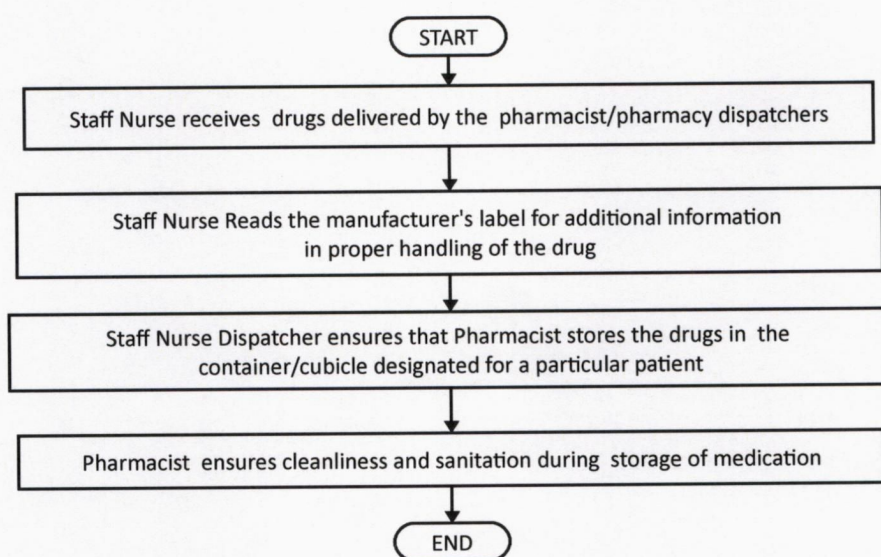 START
Staff Nurse receives drugs delivered by the pharmacist/pharmacy dispatchers
Staff Nurse Reads the manufacturer's label for additional information
in proper handling of the drug
Staff Nurse Dispatcher ensures that Pharmacist stores the drugs in the
container/cubicle designated for a particular patient
Pharmacist ensures cleanliness and sanitation during storage of medication
END